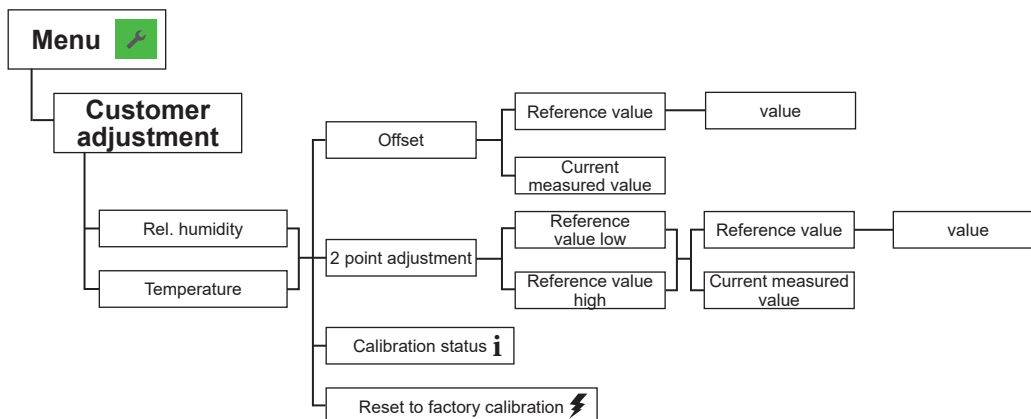 Menu
Customer
adjustment
Rel. humidity
Temperature
Offset
Reference value
value
Current
measured value
2 point adjustment
Reference
value low
Reference value
high
Reference value
value
Current measured
value
Calibration status i
Reset to factory calibration